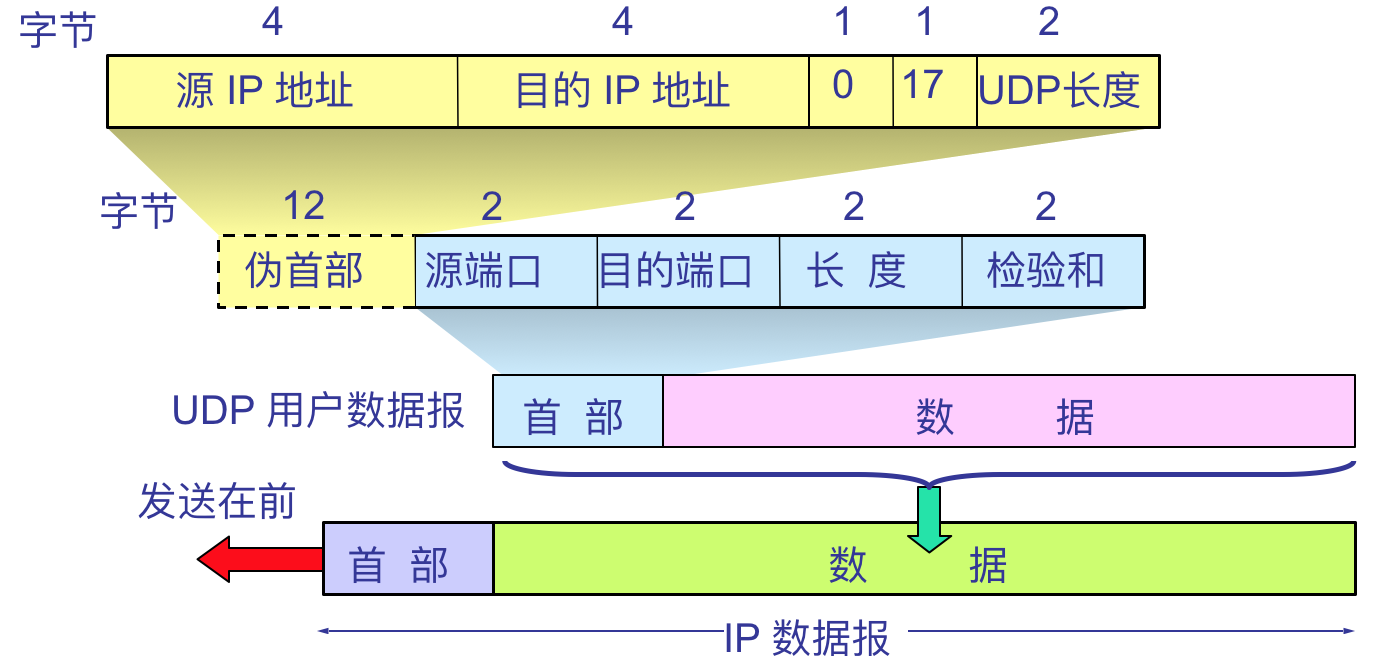 字节 4 4 1 1 2
源 IP 地址 目的 IP 地址 0 17 UDP长度
字节 12 2 2 2 2
伪首部 源端口 目的端口 长 度 检验和
UDP 用户数据报 首 部 数 据
发送在前
首 部 数 据
IP 数据报